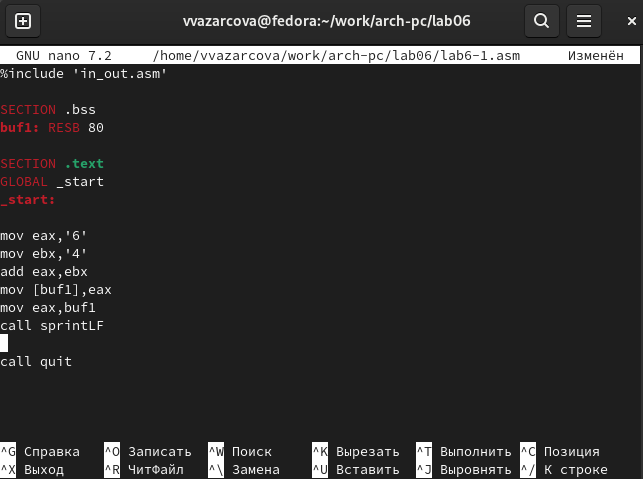 vvazarcova@fedora:~/work/arch-pc/lab06
GNU nano 7.2 /home/vvazarcova/work/arch-pc/lab06/lab6-1.asm Изменён
%include 'in_out.asm'
SECTION .bss
buf1: RESB 80
SECTION .text
GLOBAL _start
_start:
mov eax,'6'
mov ebx,'4'
add eax,ebx
mov [buf1],eax
mov eax,buf1
call sprintLF
call quit
^G Справка ^O Записать ^W Поиск ^K Вырезать ^T Выполнить ^C Позиция
^X Выход ^R ЧитФайл ^\ Замена ^U Вставить ^J Выровнять ^/ К строке